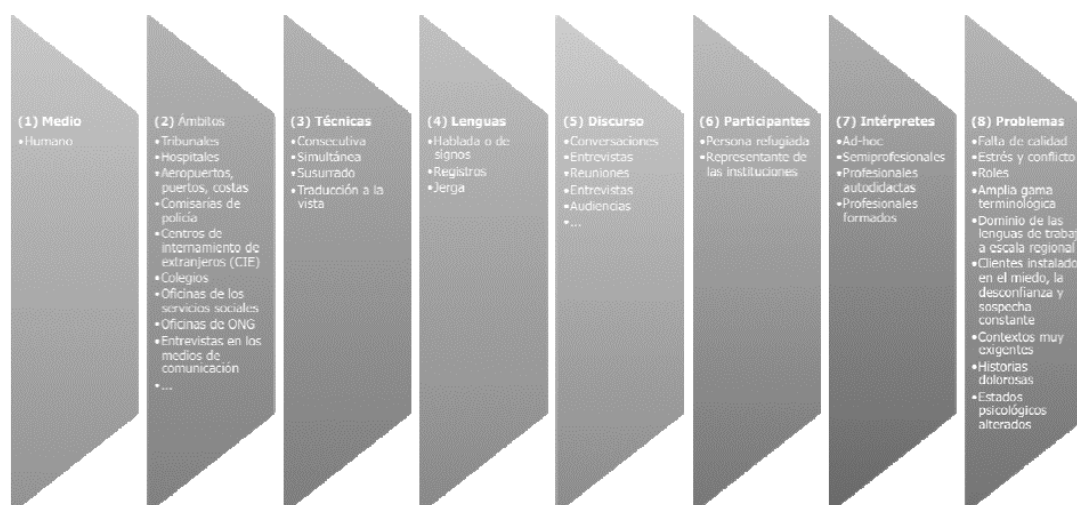 (1) Medio
•Humano
(2) Ámbitos
•Tribunales
•Hospitales
•Aeropuertos,
puertos, costas
•Comisarías de
policía
•Centros de
internamiento de
extranjeros (CIE)
•Colegios
•Oficinas de los
servicios sociales
•Oficinas de ONG
•Entrevistas en los
medios de
comunicación
•...
(3) Técnicas
•Consecutiva
•Simultánea
•Susurrado
•Traducción a la
vista
(4) Lenguas
•Hablada o de
signos
•Registros
•Jerga
(5) Discurso
•Conversaciones
•Entrevistas
•Reuniones
•Entrevistas
•Audiencias
•...
(6) Participantes
•Persona refugiada
•Representante de
las instituciones
(7) Intérpretes
•Ad-hoc
•Semiprofesionales
•Profesionales
autodidactas
•Profesionales
formados
(8) Problemas
•Falta de calidad
•Estrés y conflicto
•Roles
•Amplia gama
terminológica
•Dominio de las
lenguas de trabaj
a escala regional
•Clientes instalado
en el miedo, la
desconfianza y
sospecha
constante
•Contextos muy
exigentes
•Historias
dolorosas
•Estados
psicológicos
alterados